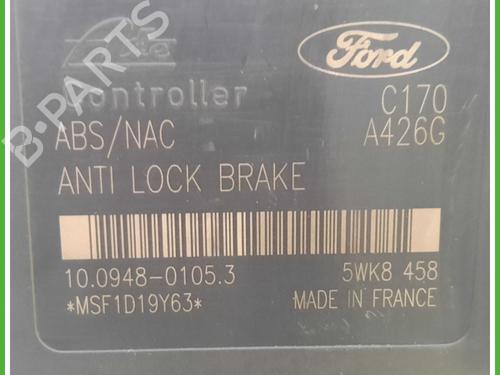 Ate
Ford
Controller
C170
ABS/NAC
A426G
ANTI LOCK BRAKE
10.0948-0105.3
5WK8 458
*MSF1D19Y63*
MADE IN FRANCE
B-PARTS